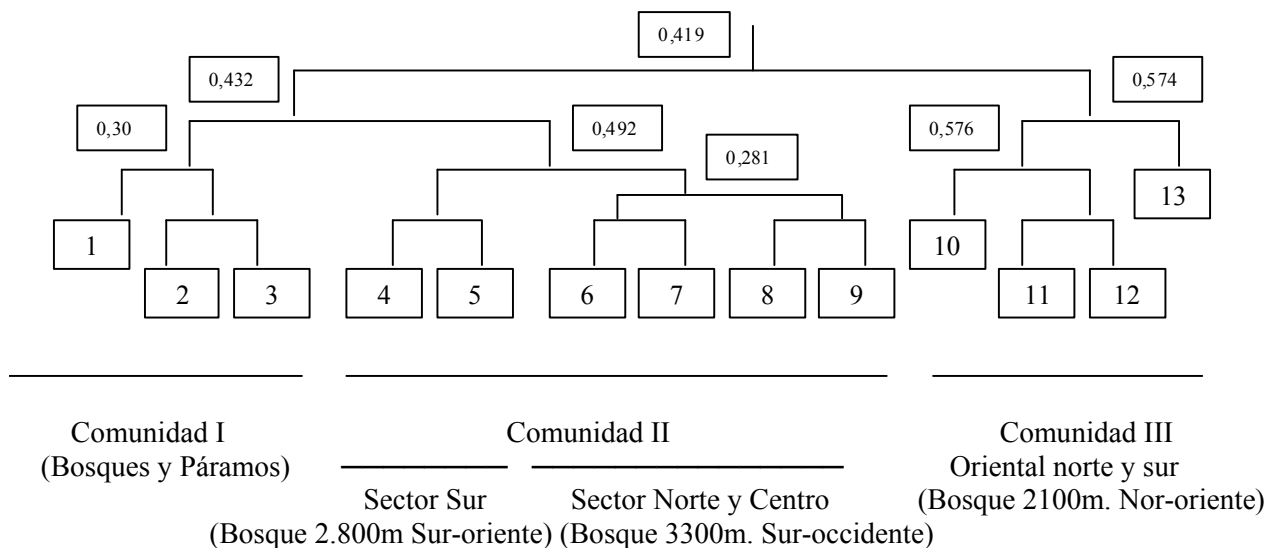 0,419
0,432
0,574
0,30
0,492
0,576
0,281
13
1
10
2
3
4
5
6
7
8
9
11
12
Comunidad I
Comunidad II
Comunidad III
(Bosques y Páramos)
Oriental norte y sur
Sector Sur
Sector Norte y Centro
(Bosque 2100m. Nor-oriente)
(Bosque 2.800m Sur-oriente)
(Bosque 3300m. Sur-occidente)